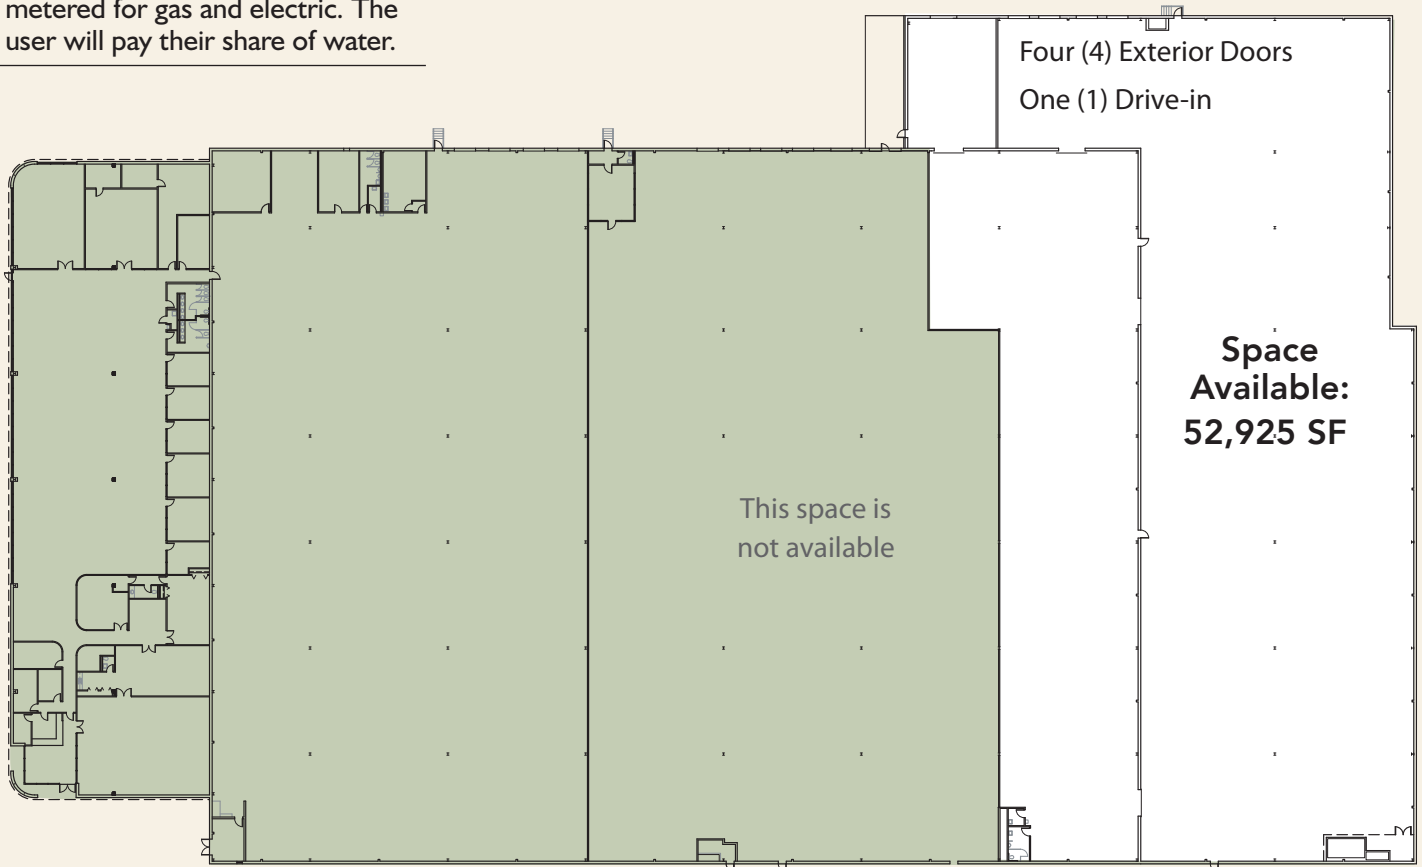 metered for gas and electric. The
user will pay their share of water.
Four (4) Exterior Doors
One (1) Drive-in
Space
Available:
52,925 SF
This space is
not available